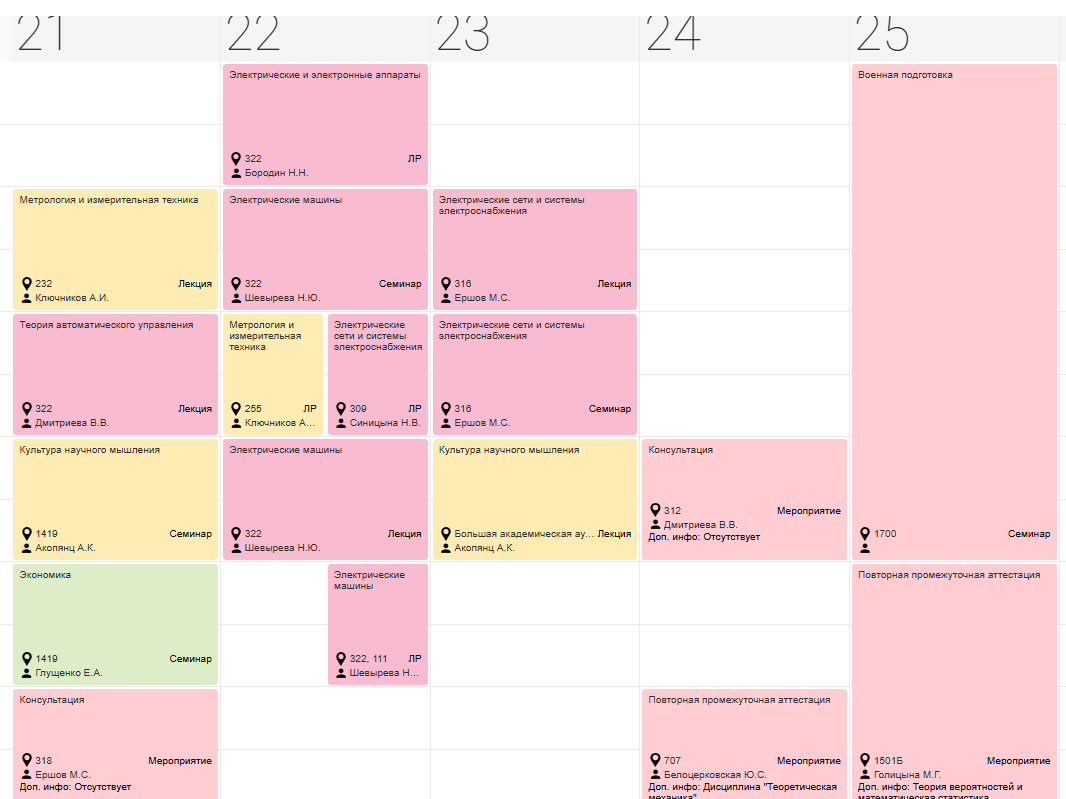 21
22
23
24
25
Электрические и электронные аппараты
322 ЛР
Бородин Н.Н.
Военная подготовка
1700 Семинар
Метрология и измерительная техника
232 Лекция
Ключников А.И.
Электрические машины
322 Семинар
Шевырева Н.Ю.
Электрические сети и системы
электроснабжения
316 Лекция
Ершов М.С.
Теория автоматического управления
322 Лекция
Дмитриева В.В.
Метрология и
измерительная
техника
255 ЛР
Ключников А...
Электрические
сети и системы
электроснабжения
309 ЛР
Синицына Н.В.
Электрические сети и системы
электроснабжения
316 Семинар
Ершов М.С.
Культура научного мышления
1419 Семинар
Акопянц А.К.
Электрические машины
322 Лекция
Шевырева Н.Ю.
Культура научного мышления
Большая академическая ау... Лекция
Акопянц А.К.
Консультация
312 Мероприятие
Дмитриева В.В.
Доп. инфо: Отсутствует
Экономика
1419 Семинар
Глущенко Е.А.
Электрические
машины
322, 111 ЛР
Шевырева Н...
Повторная промежуточная аттестация
1501Б Мероприятие
Голицына М.Г.
Доп. инфо: Теория вероятностей и
математическая статистика
Консультация
318 Мероприятие
Ершов М.С.
Доп. инфо: Отсутствует
Повторная промежуточная аттестация
707 Мероприятие
Белоцерковская Ю.С.
Доп. инфо: Дисциплина "Теоретическая
механика"